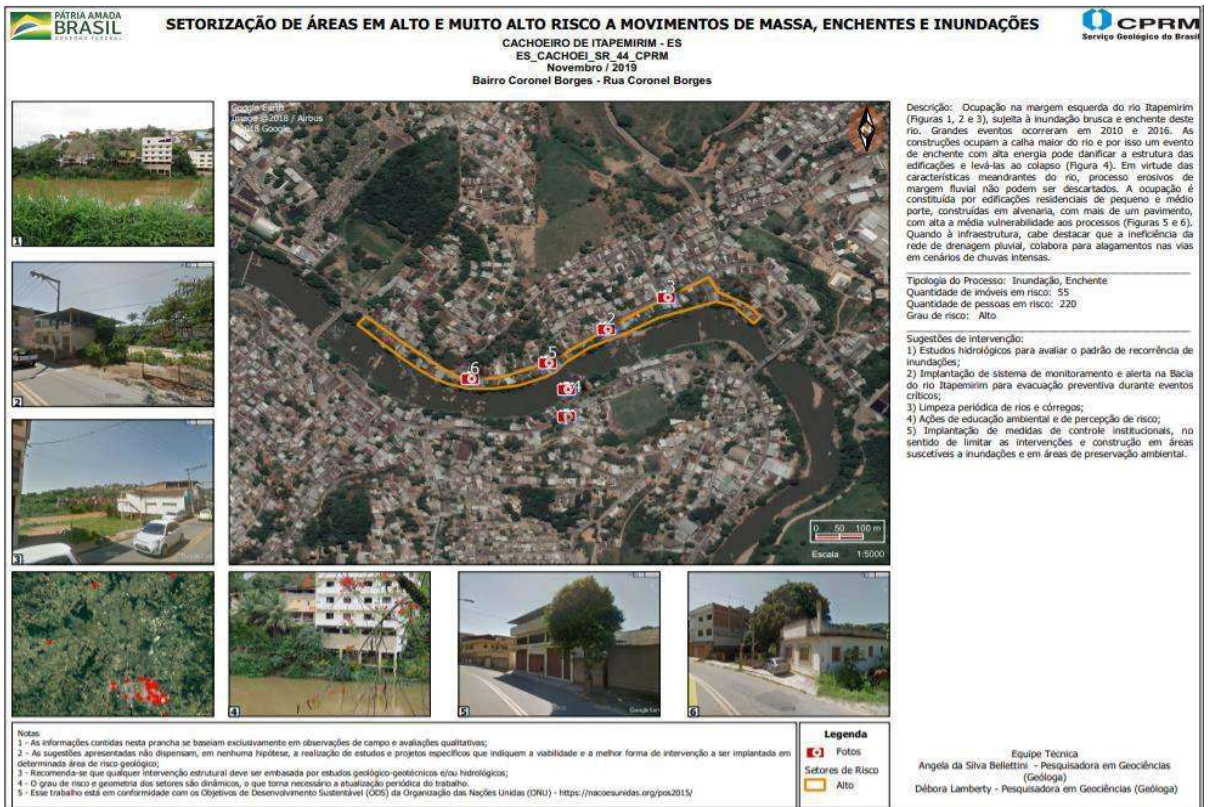 PÁTRIA AMADA
BRASIL
GOVERNO FEDERAL
SETORIZAÇÃO DE ÁREAS EM ALTO E MUITO ALTO RISCO A MOVIMENTOS DE MASSA, ENCHENTES E INUNDAÇÕES
CACHOEIRO DE ITAPEMIRIM - ES
ES_CACHOEI_SR_44_CPRM
Novembro / 2019
Bairro Coronel Borges - Rua Coronel Borges
CPRM
Serviço Geológico do Brasil
1
2
3
Google Earth
Image ©2018 / Airbus
©2018 Google
3
2
5
6
4
0 50 100 m
Escala 1:5000
4
5
6
Descrição: Ocupação na margem esquerda do rio Itapemirim
(Figuras 1, 2 e 3), sujeita à inundação brusca e enchente deste
rio. Grandes eventos ocorreram em 2010 e 2016. As
construções ocupam a calha maior do rio e por isso um evento
de enchente com alta energia pode danificar a estrutura das
edificações e levá-las ao colapso (Figura 4). Em virtude das
características meandrantes do rio, processo erosivos de
margem fluvial não podem ser descartados. A ocupação é
constituída por edificações residenciais de pequeno e médio
porte, construídas em alvenaria, com mais de um pavimento,
com alta a média vulnerabilidade aos processos (Figuras 5 e 6).
Quando à infraestrutura, cabe destacar que a ineficiência da
rede de drenagem pluvial, colabora para alagamentos nas vias
em cenários de chuvas intensas.
Tipologia do Processo: Inundação, Enchente
Quantidade de imóveis em risco: 55
Quantidade de pessoas em risco: 220
Grau de risco: Alto
Sugestões de intervenção:
1) Estudos hidrológicos para avaliar o padrão de recorrência de
inundações;
2) Implantação de sistema de monitoramento e alerta na Bacia
do rio Itapemirim para evacuação preventiva durante eventos
críticos;
3) Limpeza periódica de rios e córregos;
4) Ações de educação ambiental e de percepção de risco;
5) Implantação de medidas de controle institucionais, no
sentido de limitar as intervenções e construção em áreas
suscetíveis a inundações e em áreas de preservação ambiental.
Notas
1 - As informações contidas nesta prancha se baseiam exclusivamente em observações de campo e avaliações qualitativas;
2 - As sugestões apresentadas não dispensam, em nenhuma hipótese, a realização de estudos e projetos específicos que indiquem a viabilidade e a melhor forma de intervenção a ser implantada em
determinada área de risco geológico;
3 - Recomenda-se que qualquer intervenção estrutural deve ser embasada por estudos geológico-geotécnicos e/ou hidrológicos;
4 - O grau de risco e geometria dos setores são dinâmicos, o que torna necessário a atualização periódica do trabalho.
5 - Esse trabalho está em conformidade com os Objetivos de Desenvolvimento Sustentável (ODS) da Organização das Nações Unidas (ONU) - https://nacoesunidas.org/pos2015/
Legenda
Fotos
Setores de Risco
Alto
Equipe Técnica
Angela da Silva Bellettini - Pesquisadora em Geociências
(Geóloga)
Débora Lamberty - Pesquisadora em Geociências (Geóloga)